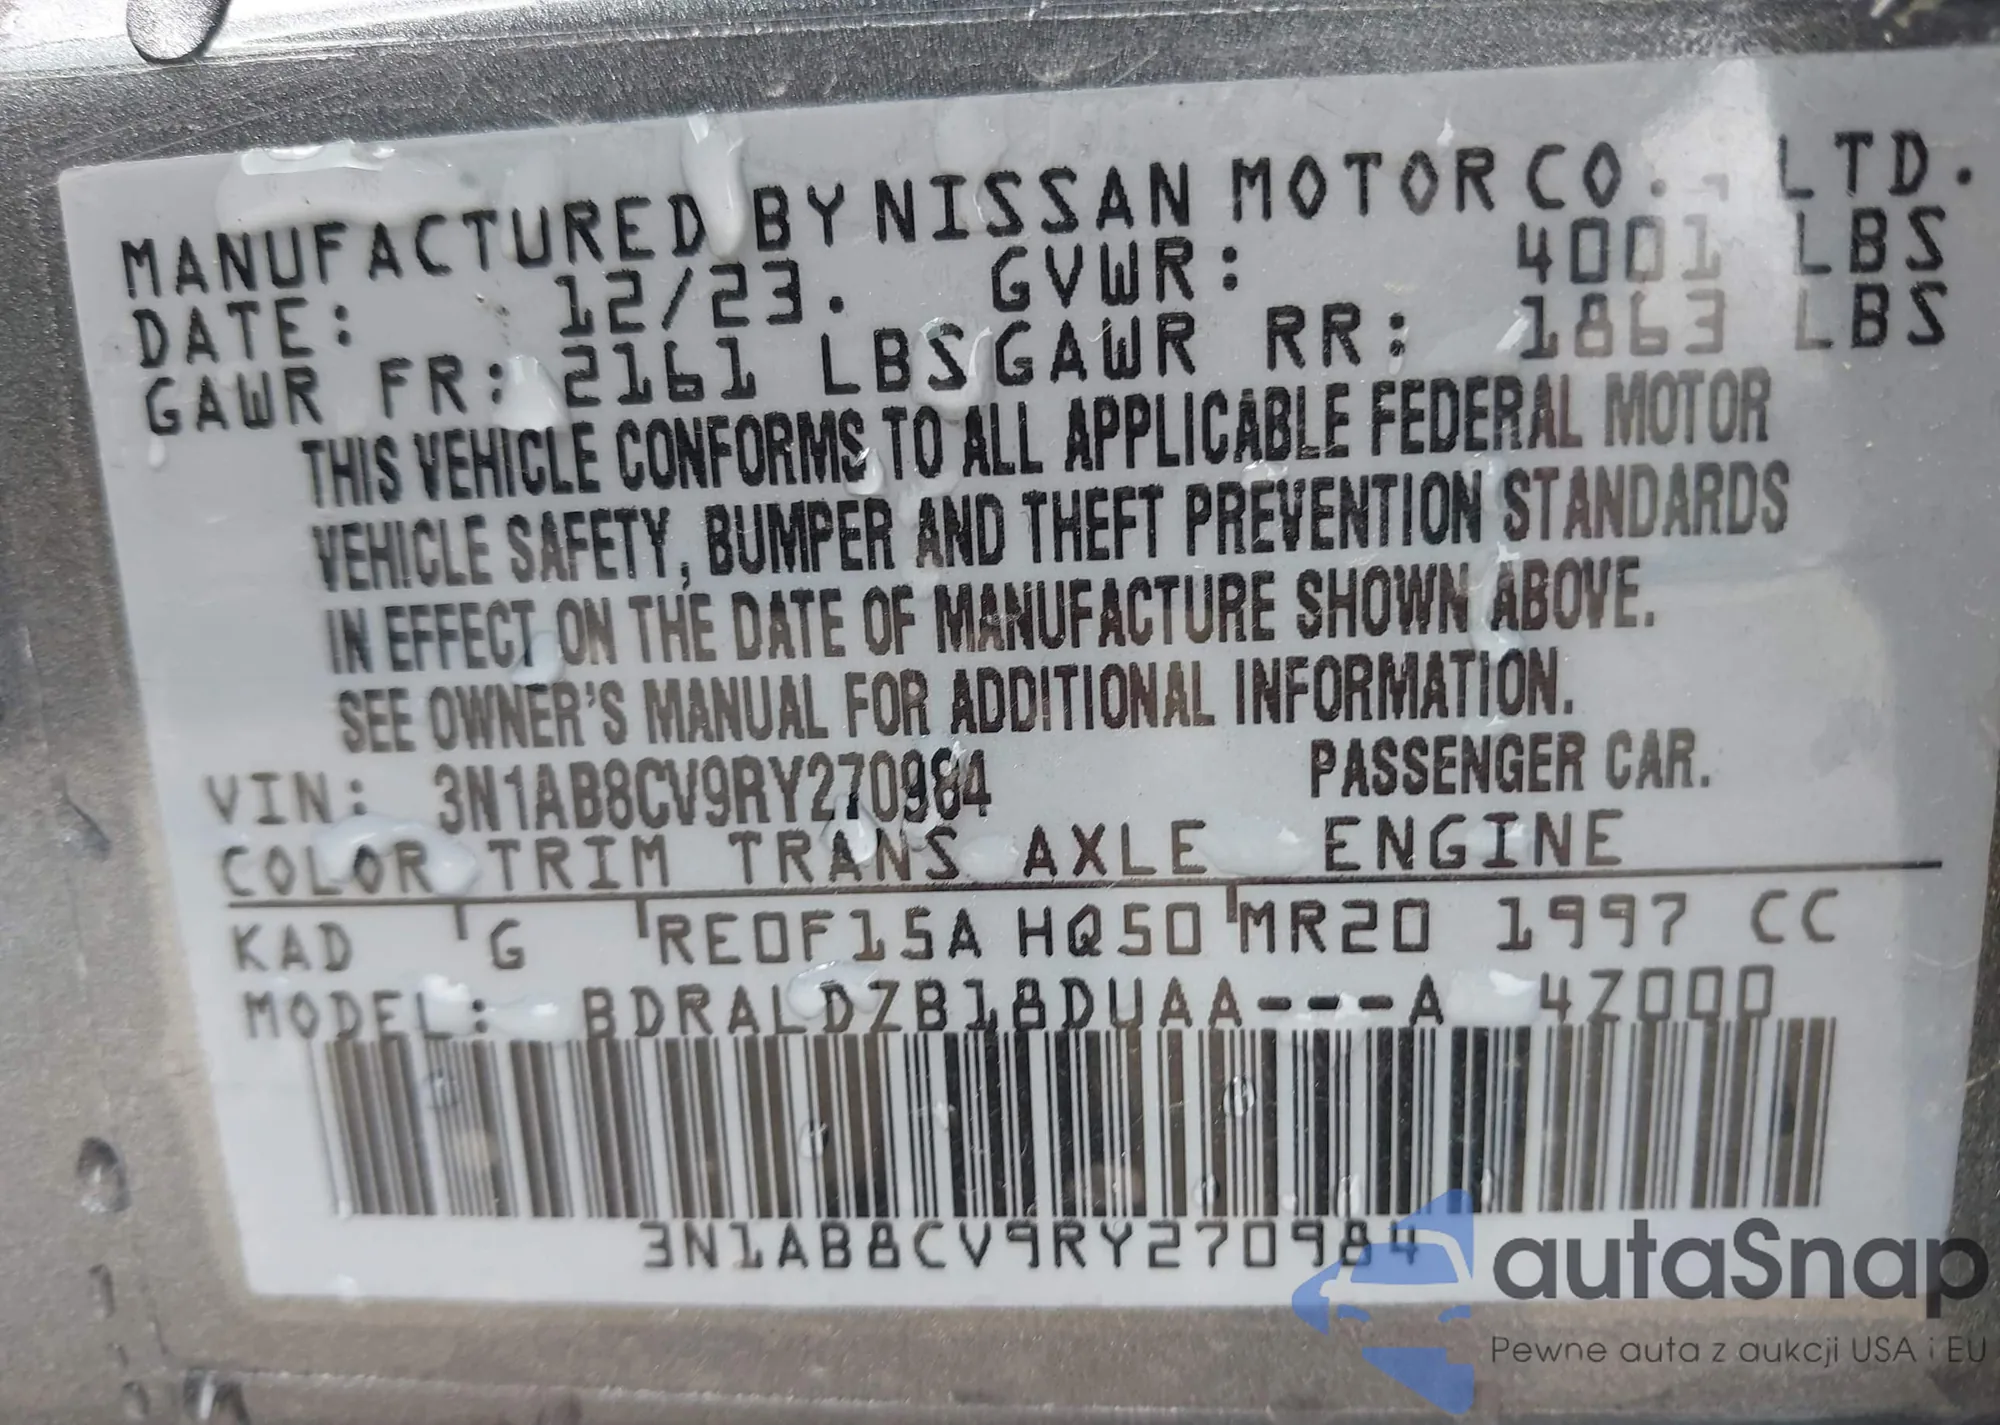 MANUFACTURED BY NISSAN MOTOR CO., LTD.
DATE: 12/23. GVWR: 4001 LBS
GAWR FR: 2161 LBS GAWR RR: 1863 LBS
THIS VEHICLE CONFORMS TO ALL APPLICABLE FEDERAL MOTOR
VEHICLE SAFETY, BUMPER AND THEFT PREVENTION STANDARDS
IN EFFECT ON THE DATE OF MANUFACTURE SHOWN ABOVE.
SEE OWNER'S MANUAL FOR ADDITIONAL INFORMATION.
VIN: 3N1AB8CV9RY270984 PASSENGER CAR.
COLOR TRIM TRANS AXLE ENGINE
KAD G RE0F15A HQ50 MR20 1997 CC
MODEL: BDRALDZB18DUAA---A 4Z000
3N1AB8CV9RY270984
autaSnap
Pewne auta z aukcji USA i EU